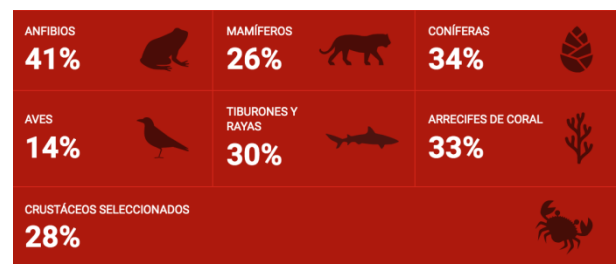 ANFIBIOS
41%
MAMÍFEROS
26%
CONÍFERAS
34%
AVES
14%
TIBURONES Y
RAYAS
30%
ARRECIFES DE CORAL
33%
CRUSTÁCEOS SELECCIONADOS
28%